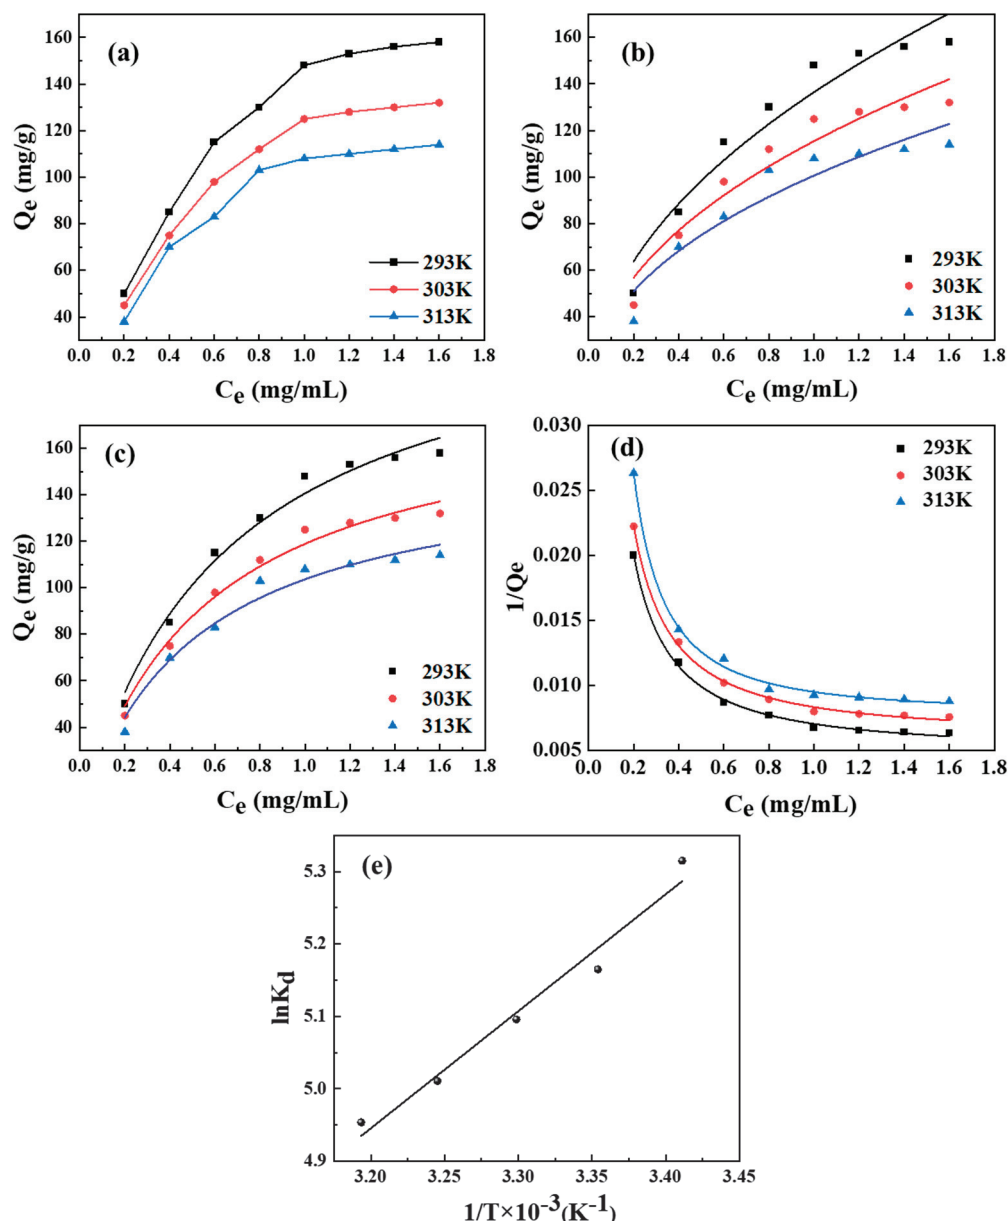 (a)
160
140
120
100
80
60
40
Qe (mg/g)
293K
303K
313K
0.0 0.2 0.4 0.6 0.8 1.0 1.2 1.4 1.6 1.8
Ce (mg/mL)
(b)
160
140
120
100
80
60
40
Qe (mg/g)
293K
303K
313K
0.0 0.2 0.4 0.6 0.8 1.0 1.2 1.4 1.6 1.8
Ce (mg/mL)
(c)
160
140
120
100
80
60
40
Qe (mg/g)
293K
303K
313K
0.0 0.2 0.4 0.6 0.8 1.0 1.2 1.4 1.6 1.8
Ce (mg/mL)
(d)
0.030
0.025
0.020
0.015
0.010
0.005
1/Qe
293K
303K
313K
0.0 0.2 0.4 0.6 0.8 1.0 1.2 1.4 1.6 1.8
Ce (mg/mL)
(e)
5.3
5.2
5.1
5.0
4.9
lnKd
3.20 3.25 3.30 3.35 3.40 3.45
1/T×10-3(K-1)